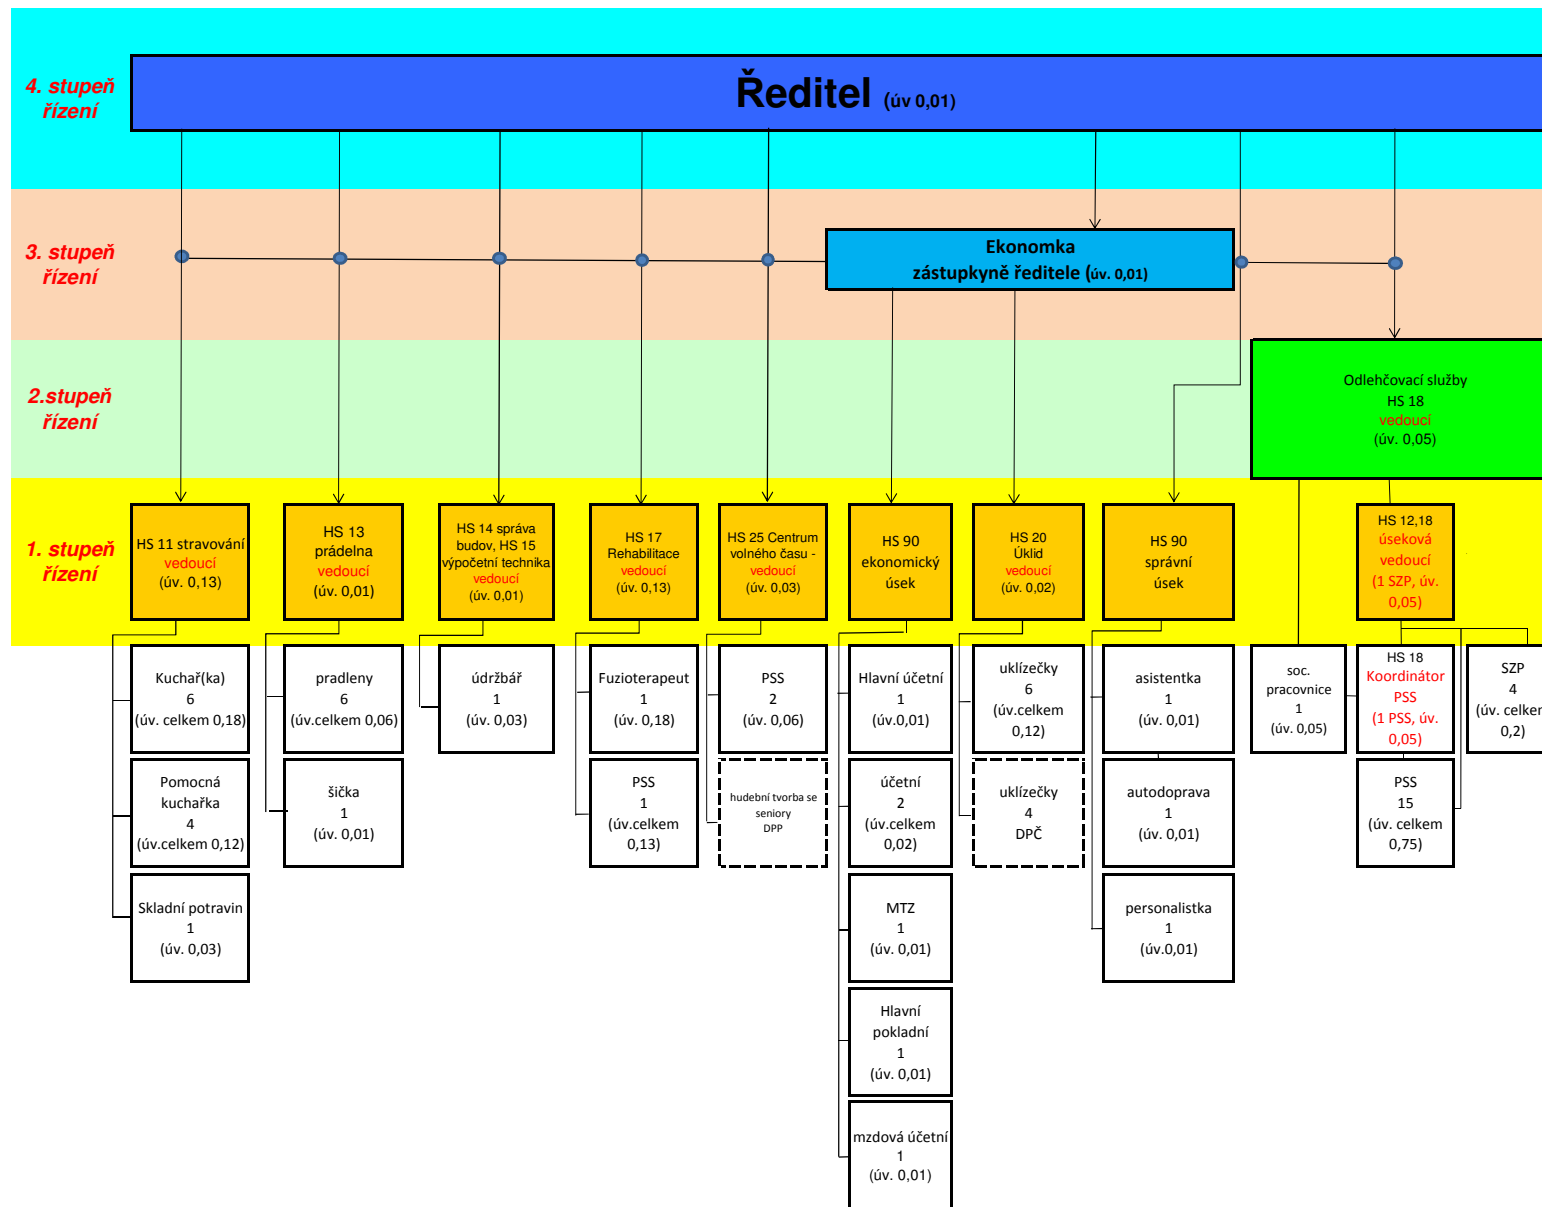 4. stupeň
řízení
Ředitel (úv 0,01)
3. stupeň
řízení
Ekonomka
zástupkyně ředitele (úv. 0,01)
2.stupeň
řízení
Odlehčovací služby
HS 18
vedoucí
(úv. 0,05)
1. stupeň
řízení
HS 11 stravování
vedoucí
(úv. 0,13)
HS 13
prádelna
vedoucí
(úv. 0,01)
HS 14 správa
budov, HS 15
výpočetní technika
vedoucí
(úv. 0,01)
HS 17
Rehabilitace
vedoucí
(úv. 0,13)
HS 25 Centrum
volného času -
vedoucí
(úv. 0,03)
HS 90
ekonomický
úsek
HS 20
Úklid
vedoucí
(úv. 0,02)
HS 90
správní
úsek
HS 12,18
úseková
vedoucí
(1 SZP, úv.
0,05)
Kuchař(ka)
6
(úv. celkem 0,18)
pradleny
6
(úv.celkem 0,06)
údržbář
1
(úv. 0,03)
Fuzioterapeut
1
(úv. 0,18)
PSS
2
(úv. 0,06)
Hlavní účetní
1
(úv.0,01)
uklízečky
6
(úv.celkem
0,12)
asistentka
1
(úv. 0,01)
soc.
pracovnice
1
(úv. 0,05)
HS 18
Koordinátor
PSS
(1 PSS, úv.
0,05)
SZP
4
(úv. celkem
0,2)
Pomocná
kuchařka
4
(úv.celkem 0,12)
šička
1
(úv. 0,01)
PSS
1
(úv.celkem
0,13)
hudební tvorba se
seniory
DPP
účetní
2
(úv.celkem
0,02)
uklízečky
4
DPČ
autodoprava
1
(úv. 0,01)
PSS
15
(úv. celkem
0,75)
Skladní potravin
1
(úv. 0,03)
MTZ
1
(úv. 0,01)
personalistka
1
(úv.0,01)
Hlavní
pokladní
1
(úv. 0,01)
mzdová účetní
1
(úv. 0,01)